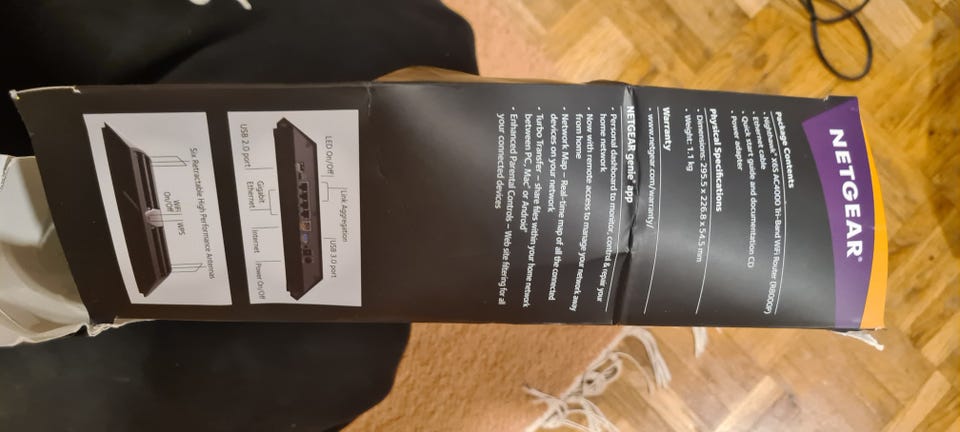 NETGEAR®
Package Contents
• Nighthawk® X6S AC4000 Tri-Band WiFi Router (R8000P)
• Ethernet cable
• Quick start guide and documentation CD
• Power adapter
Physical Specifications
• Dimensions: 295.5 x 226.8 x 54.5 mm
• Weight: 1.1 kg
Warranty
• www.netgear.com/warranty/
NETGEAR genie® app
• Personal dashboard to monitor, control & repair your
home network
• Now with remote access to manage your network away
from home
• Network Map – Real-time map of all the connected
devices on your network
• Turbo Transfer – share files within your home network
between PC, Mac® or Android®
• Enhanced Parental Controls – Web site filtering for all
your connected devices
LED On/Off
Link Aggregation
USB 3.0 port
USB 2.0 port
Gigabit
Ethernet
Internet
Power On/Off
WiFi
On/Off
WPS
Six Retractable High Performance Antennas